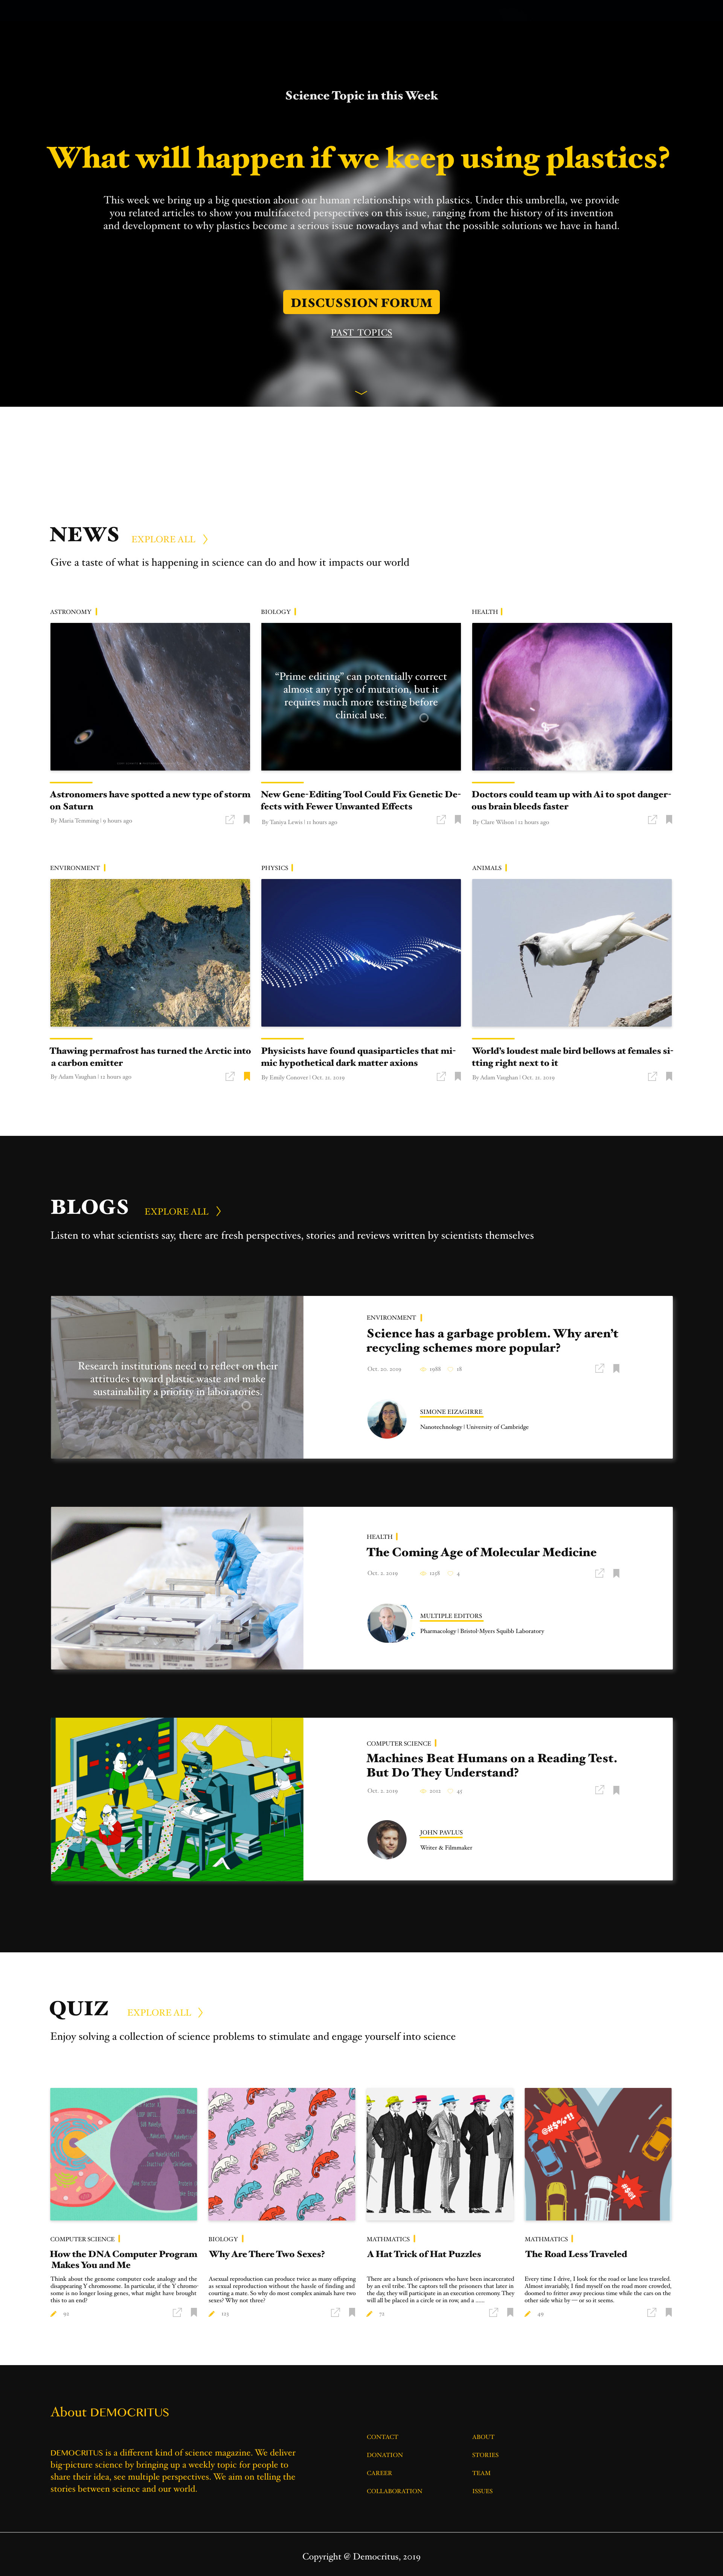 Science Topic in this Week
What will happen if we keep using plastics?
This week we bring up a big question about our human relationships with plastics. Under this umbrella, we provide
you related articles to show you multifaceted perspectives on this issue, ranging from the history of its invention
and development to why plastics become a serious issue nowadays and what the possible solutions we have in hand.
DISCUSSION FORUM
PAST TOPICS
NEWS EXPLORE ALL
Give a taste of what is happening in science can do and how it impacts our world
ASTRONOMY
BIOLOGY
HEALTH
"Prime editing" can potentially correct
almost any type of mutation, but it
requires much more testing before
clinical use.
Astronomers have spotted a new type of storm
on Saturn
By Maria Temming | 9 hours ago
New Gene-Editing Tool Could Fix Genetic De-
fects with Fewer Unwanted Effects
By Taniya Lewis | 11 hours ago
Doctors could team up with Ai to spot danger-
ous brain bleeds faster
By Clare Wilson | 12 hours ago
ENVIRONMENT
PHYSICS
ANIMALS
Thawing permafrost has turned the Arctic into
a carbon emitter
By Adam Vaughan | 12 hours ago
Physicists have found quasiparticles that mi-
mic hypothetical dark matter axions
By Emily Conover | Oct. 21. 2019
World's loudest male bird bellows at females si-
tting right next to it
By Adam Vaughan | Oct. 21. 2019
BLOGS EXPLORE ALL
Listen to what scientists say, there are fresh perspectives, stories and reviews written by scientists themselves
Research institutions need to reflect on their
attitudes toward plastic waste and make
sustainability a priority in laboratories.
ENVIRONMENT
Science has a garbage problem. Why aren't
recycling schemes more popular?
Oct. 20. 2019 1988 18
SIMONE EIZAGIRRE
Nanotechnology | University of Cambridge
HEALTH
The Coming Age of Molecular Medicine
Oct. 2. 2019 1258 4
MULTIPLE EDITORS
Pharmacology | Bristol-Myers Squibb Laboratory
COMPUTER SCIENCE
Machines Beat Humans on a Reading Test.
But Do They Understand?
Oct. 2. 2019 2012 45
JOHN PAVLUS
Writer & Filmmaker
QUIZ EXPLORE ALL
Enjoy solving a collection of science problems to stimulate and engage yourself into science
@#$%*!!
COMPUTER SCIENCE
How the DNA Computer Program
Makes You and Me
Think about the genome computer code analogy and the
disappearing Y chromosome. In particular, if the Y chromo-
some is no longer losing genes, what might have brought
this to an end?
92
BIOLOGY
Why Are There Two Sexes?
Asexual reproduction can produce twice as many offspring
as sexual reproduction without the hassle of finding and
courting a mate. So why do most complex animals have two
sexes? Why not three?
123
MATHMATICS
A Hat Trick of Hat Puzzles
There are a bunch of prisoners who have been incarcerated
by an evil tribe. The captors tell the prisoners that later in
the day, they will participate in an execution ceremony. They
will all be placed in a circle or in row, and a ......
72
MATHMATICS
The Road Less Traveled
Every time I drive, I look for the road or lane less traveled.
Almost invariably, I find myself on the road more crowded,
doomed to fritter away precious time while the cars on the
other side whiz by — or so it seems.
49
About DEMOCRITUS
DEMOCRITUS is a different kind of science magazine. We deliver
big-picture science by bringing up a weekly topic for people to
share their idea, see multiple perspectives. We aim on telling the
stories between science and our world.
CONTACT
DONATION
CAREER
COLLABORATION
ABOUT
STORIES
TEAM
ISSUES
Copyright @ Democritus, 2019